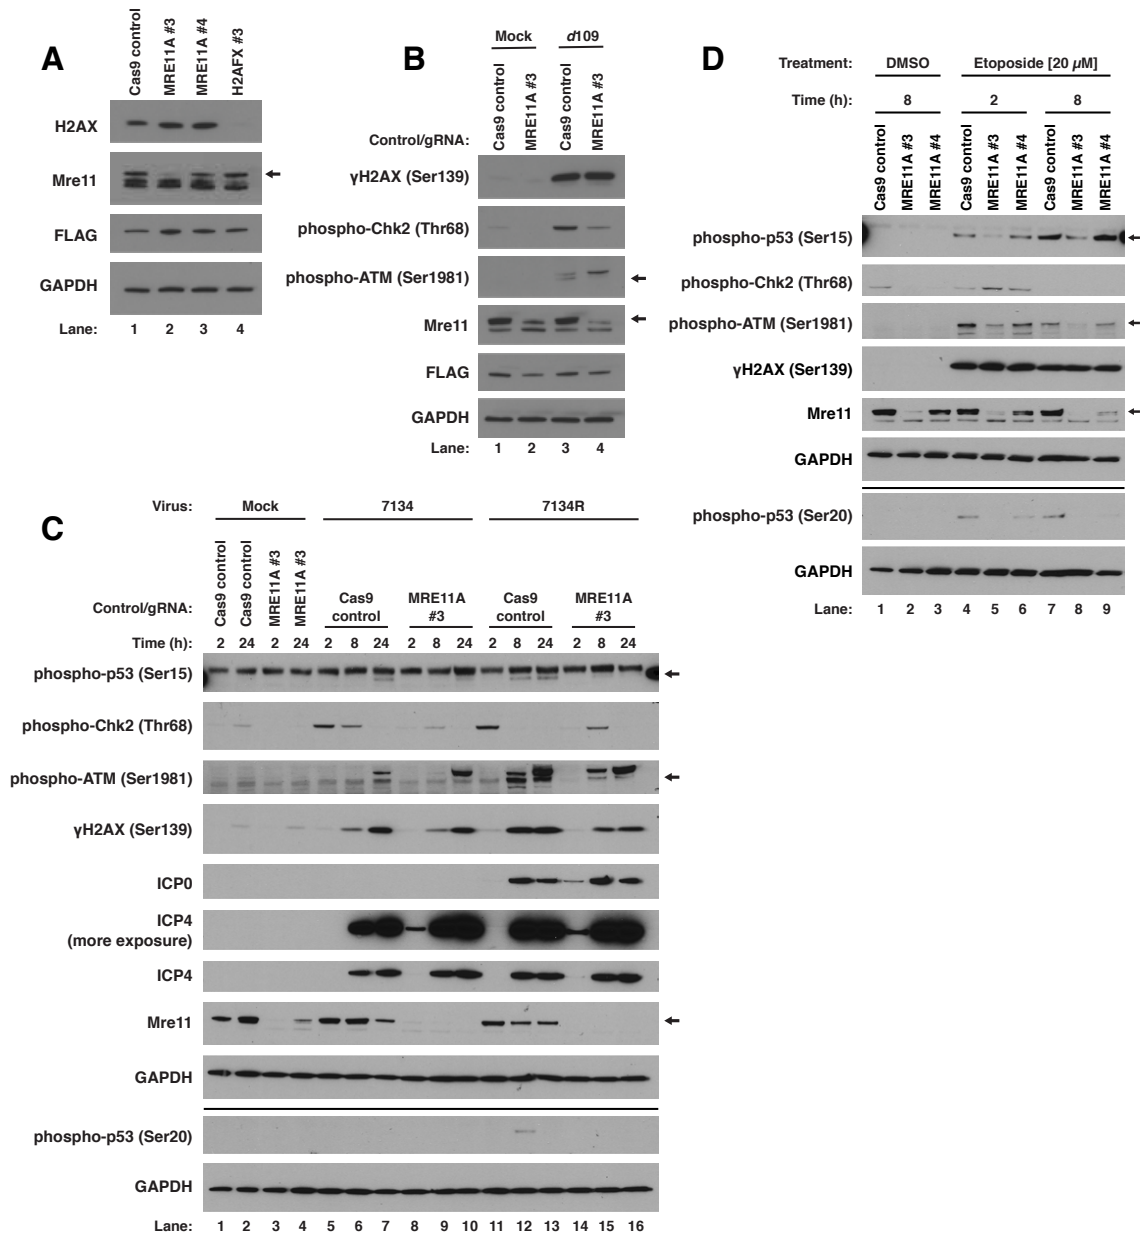 A
Cas9 control
MRE11A #3
MRE11A #4
H2AFX #3
H2AX
Mre11
FLAG
GAPDH
Lane: 1 2 3 4
B
Mock d109
Control/gRNA:
Cas9 control
MRE11A #3
Cas9 control
MRE11A #3
γH2AX (Ser139)
phospho-Chk2 (Thr68)
phospho-ATM (Ser1981)
Mre11
FLAG
GAPDH
Lane: 1 2 3 4
D
Treatment: DMSO Etoposide [20 µM]
Time (h): 8 2 8
Cas9 control
MRE11A #3
MRE11A #4
Cas9 control
MRE11A #3
MRE11A #4
Cas9 control
MRE11A #3
MRE11A #4
phospho-p53 (Ser15)
phospho-Chk2 (Thr68)
phospho-ATM (Ser1981)
γH2AX (Ser139)
Mre11
GAPDH
phospho-p53 (Ser20)
GAPDH
Lane: 1 2 3 4 5 6 7 8 9
C
Virus: Mock 7134 7134R
Control/gRNA:
Cas9 control
Cas9 control
MRE11A #3
MRE11A #3
Cas9 control
MRE11A #3
Cas9 control
MRE11A #3
Time (h): 2 24 2 24 2 8 24 2 8 24 2 8 24 2 8 24
phospho-p53 (Ser15)
phospho-Chk2 (Thr68)
phospho-ATM (Ser1981)
γH2AX (Ser139)
ICP0
ICP4
(more exposure)
ICP4
Mre11
GAPDH
phospho-p53 (Ser20)
GAPDH
Lane: 1 2 3 4 5 6 7 8 9 10 11 12 13 14 15 16